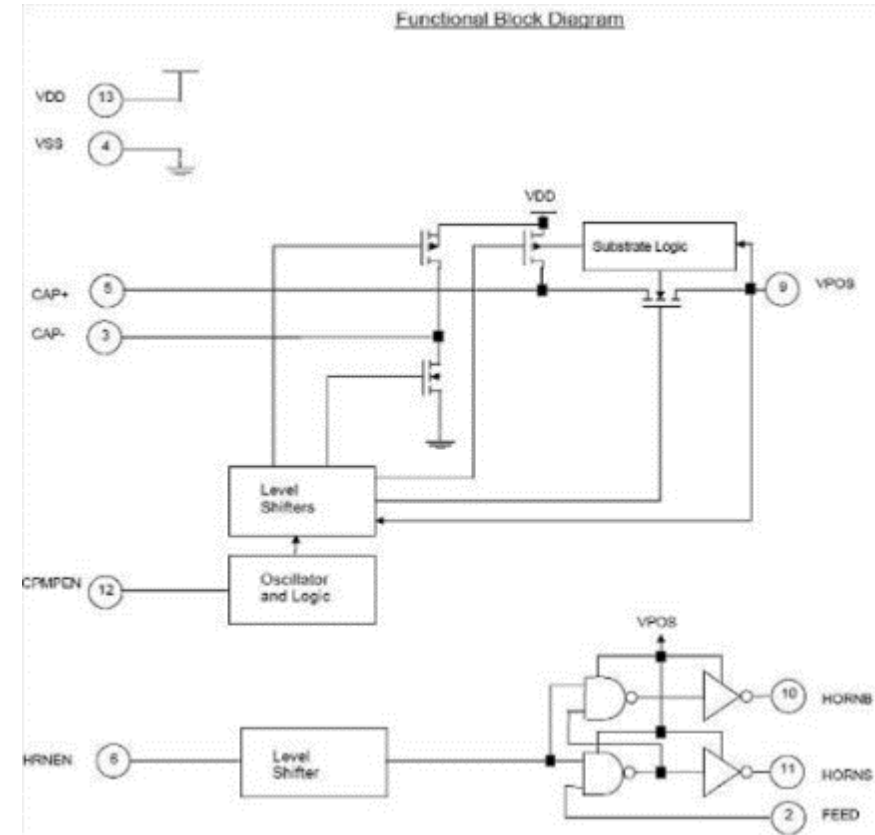 Functional Block Diagram
VDD 13
VSS 4
VDD
Substrate Logic
CAP+ 5
9 VPOS
CAP- 3
Level
Shifters
Oscillator
and Logic
CPMPEN 12
VPOS
10 HORNB
HRNEN 6
Level
Shifter
11 HORNS
2 FEED